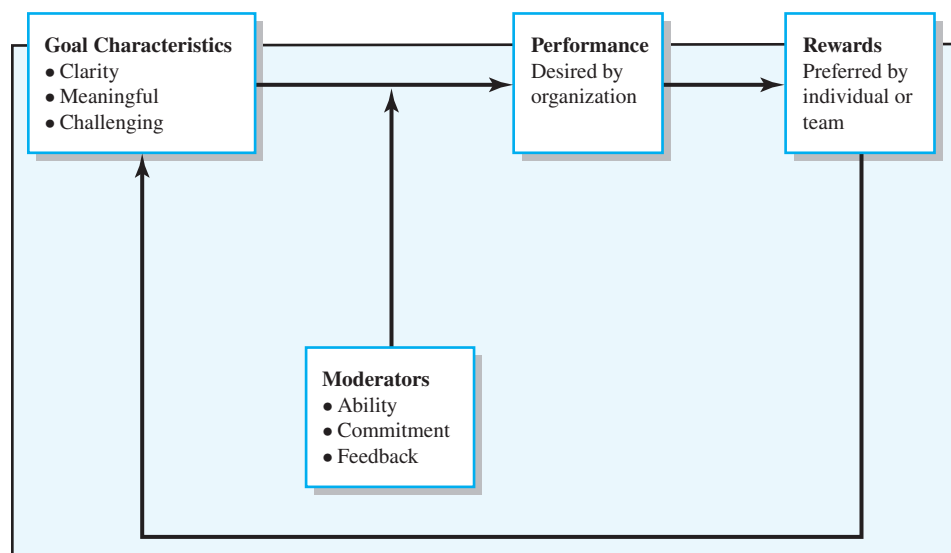 Goal Characteristics
● Clarity
● Meaningful
● Challenging
Performance
Desired by
organization
Rewards
Preferred by
individual or
team
Moderators
● Ability
● Commitment
● Feedback